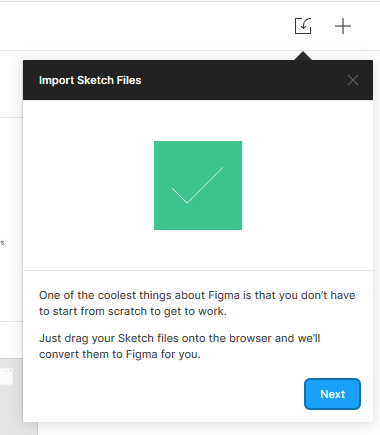 Import Sketch Files
One of the coolest things about Figma is that you don’t have
to start from scratch to get to work.
Just drag your Sketch files onto the browser and we’ll
convert them to Figma for you.
Next